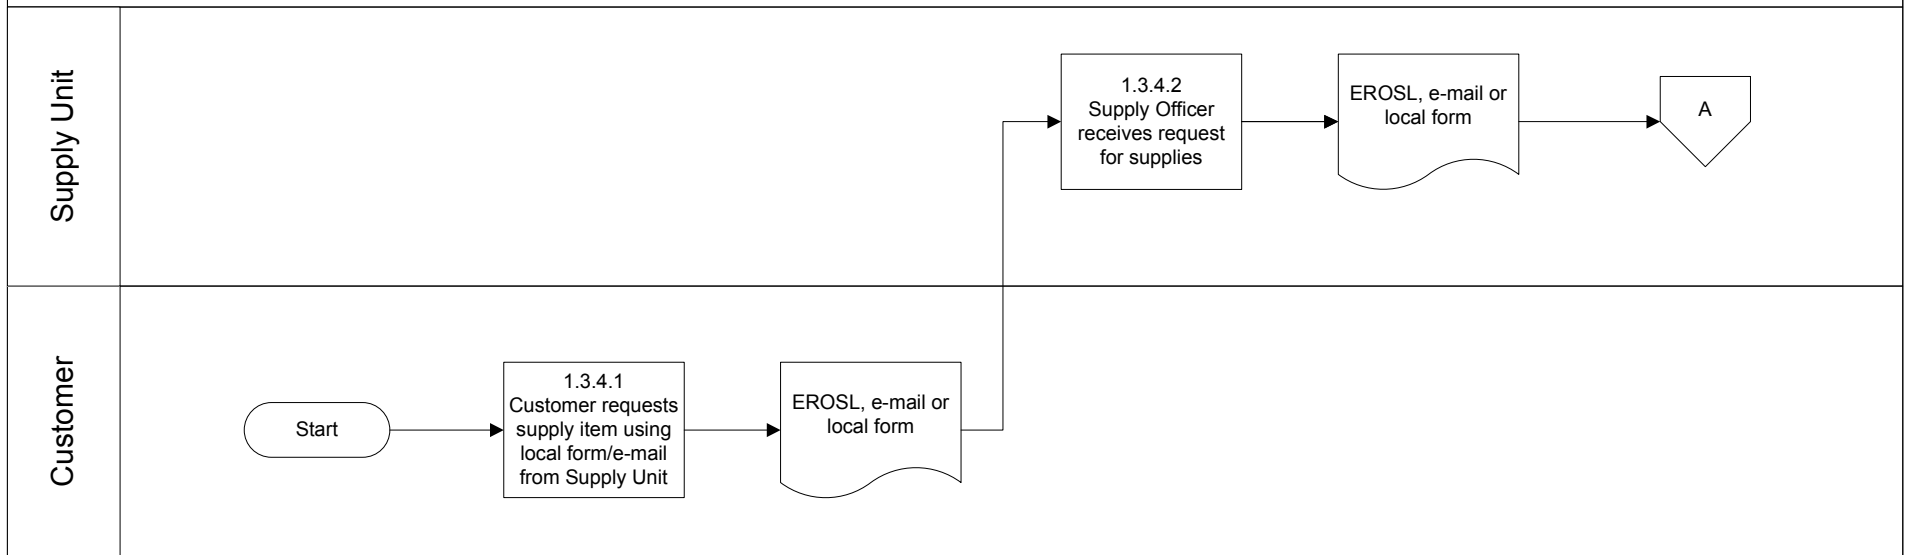 Supply Unit
1.3.4.2
Supply Officer
receives request
for supplies
EROSL, e-mail or
local form
A
Customer
Start
1.3.4.1
Customer requests
supply item using
local form/e-mail
from Supply Unit
EROSL, e-mail or
local form